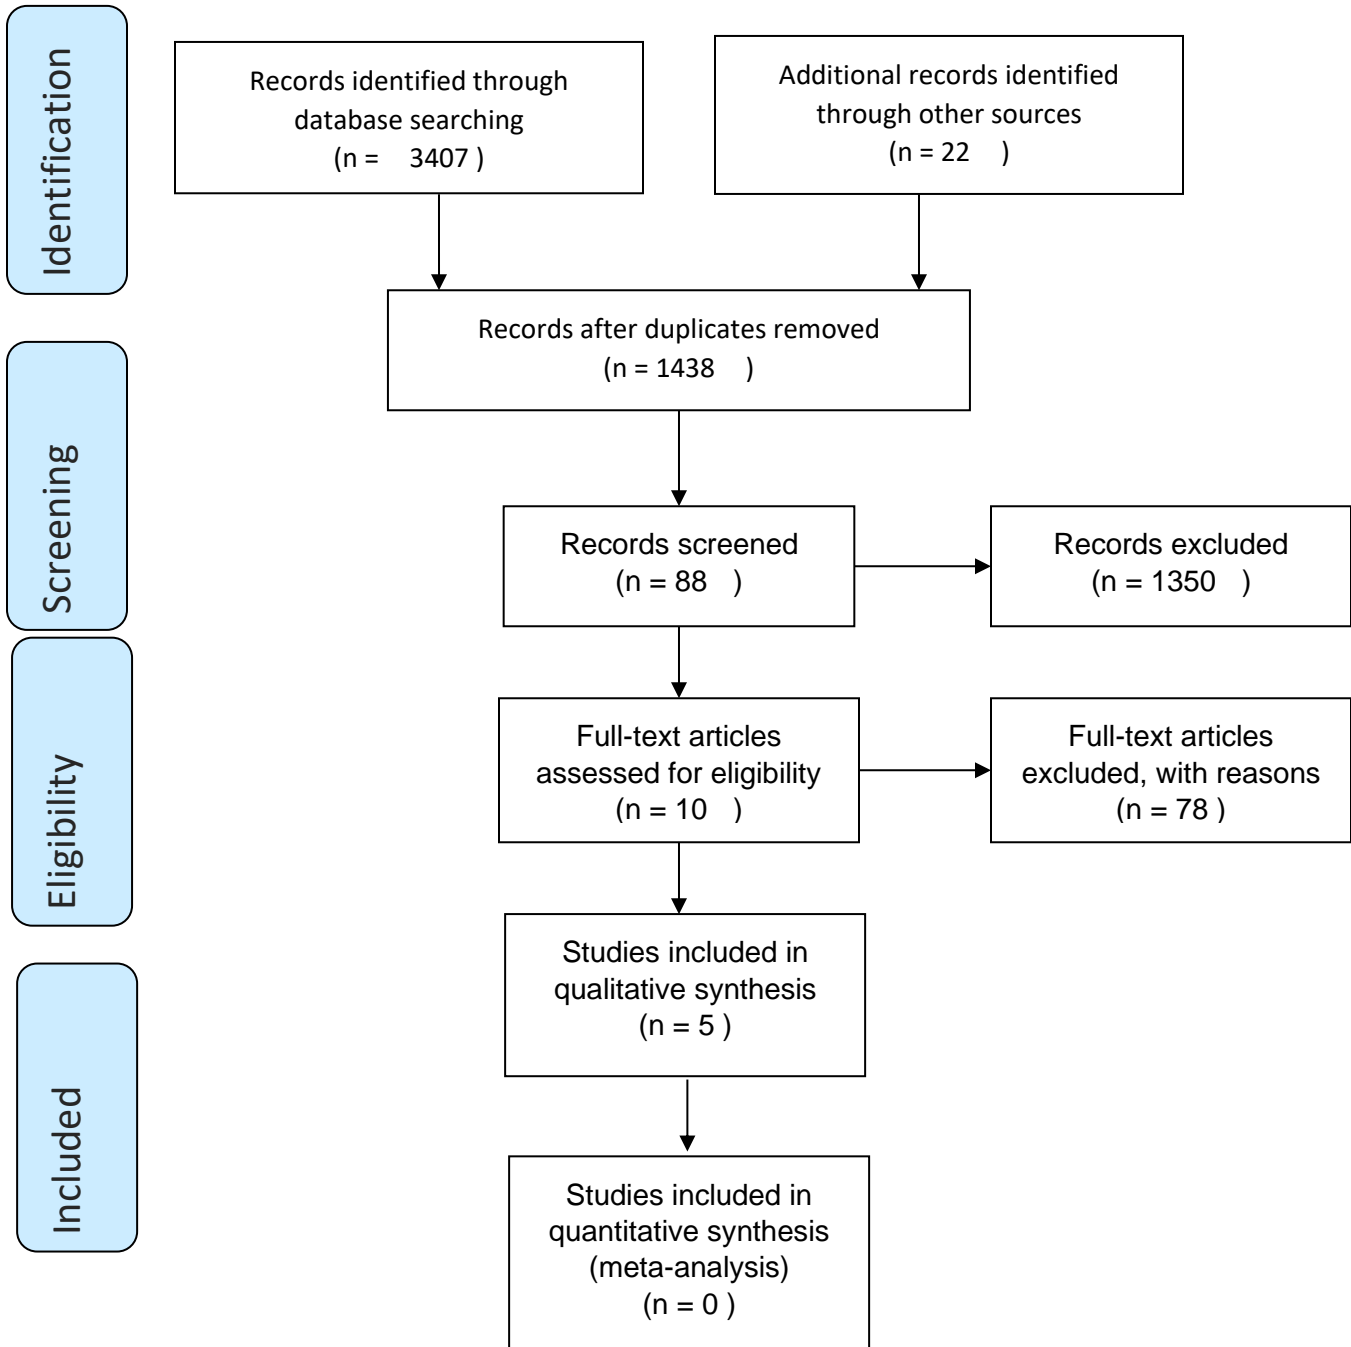 Identification
Records identified through
database searching
(n = 3407 )
Additional records identified
through other sources
(n = 22 )
Records after duplicates removed
(n = 1438 )
Screening
Records screened
(n = 88 )
Records excluded
(n = 1350 )
Eligibility
Full-text articles
assessed for eligibility
(n = 10 )
Full-text articles
excluded, with reasons
(n = 78 )
Included
Studies included in
qualitative synthesis
(n = 5 )
Studies included in
quantitative synthesis
(meta-analysis)
(n = 0 )